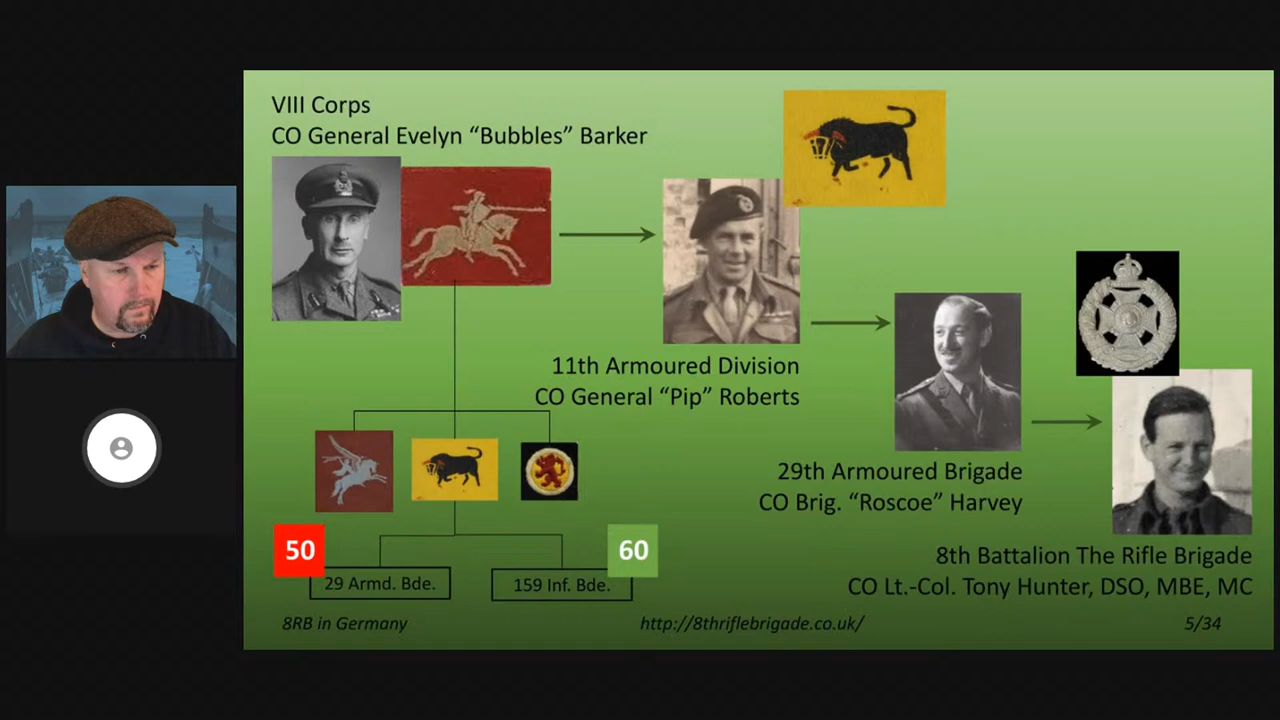 VIII Corps
CO General Evelyn “Bubbles” Barker
11th Armoured Division
CO General “Pip” Roberts
29th Armoured Brigade
CO Brig. “Roscoe” Harvey
8th Battalion The Rifle Brigade
CO Lt.-Col. Tony Hunter, DSO, MBE, MC
50
60
29 Armd. Bde.
159 Inf. Bde.
8RB in Germany
http://8thriflebrigade.co.uk/
5/34